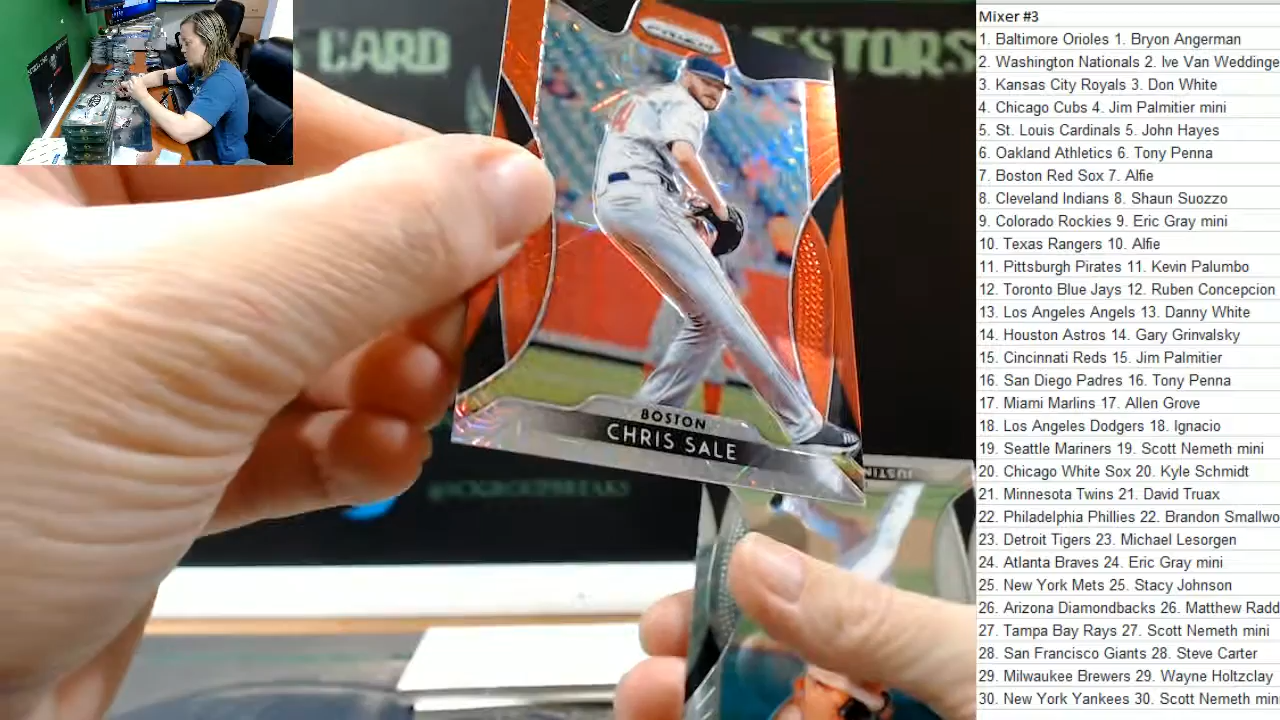 CARD
ESTORS
PRIZM
BOSTON
CHRIS SALE
JUSTIN
Mixer #3
1. Baltimore Orioles 1. Bryon Angerman
2. Washington Nationals 2. Ive Van Weddinge
3. Kansas City Royals 3. Don White
4. Chicago Cubs 4. Jim Palmitier mini
5. St. Louis Cardinals 5. John Hayes
6. Oakland Athletics 6. Tony Penna
7. Boston Red Sox 7. Alfie
8. Cleveland Indians 8. Shaun Suozzo
9. Colorado Rockies 9. Eric Gray mini
10. Texas Rangers 10. Alfie
11. Pittsburgh Pirates 11. Kevin Palumbo
12. Toronto Blue Jays 12. Ruben Concepcion
13. Los Angeles Angels 13. Danny White
14. Houston Astros 14. Gary Grinvalsky
15. Cincinnati Reds 15. Jim Palmitier
16. San Diego Padres 16. Tony Penna
17. Miami Marlins 17. Allen Grove
18. Los Angeles Dodgers 18. Ignacio
19. Seattle Mariners 19. Scott Nemeth mini
20. Chicago White Sox 20. Kyle Schmidt
21. Minnesota Twins 21. David Truax
22. Philadelphia Phillies 22. Brandon Smallwo
23. Detroit Tigers 23. Michael Lesorgen
24. Atlanta Braves 24. Eric Gray mini
25. New York Mets 25. Stacy Johnson
26. Arizona Diamondbacks 26. Matthew Radd
27. Tampa Bay Rays 27. Scott Nemeth mini
28. San Francisco Giants 28. Steve Carter
29. Milwaukee Brewers 29. Wayne Holtzclay
30. New York Yankees 30. Scott Nemeth min